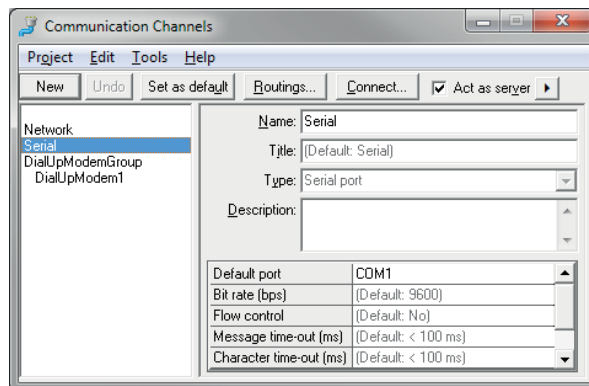 Communication Channels
Project Edit Tools Help
New Undo Set as default Routings... Connect... Act as server
Network
Serial
DialUpModemGroup
DialUpModem1
Name: Serial
Title: (Default: Serial)
Type: Serial port
Description:
Default port COM1
Bit rate (bps) (Default: 9600)
Flow control (Default: No)
Message time-out (ms) (Default: < 100 ms)
Character time-out (ms) (Default: < 100 ms)